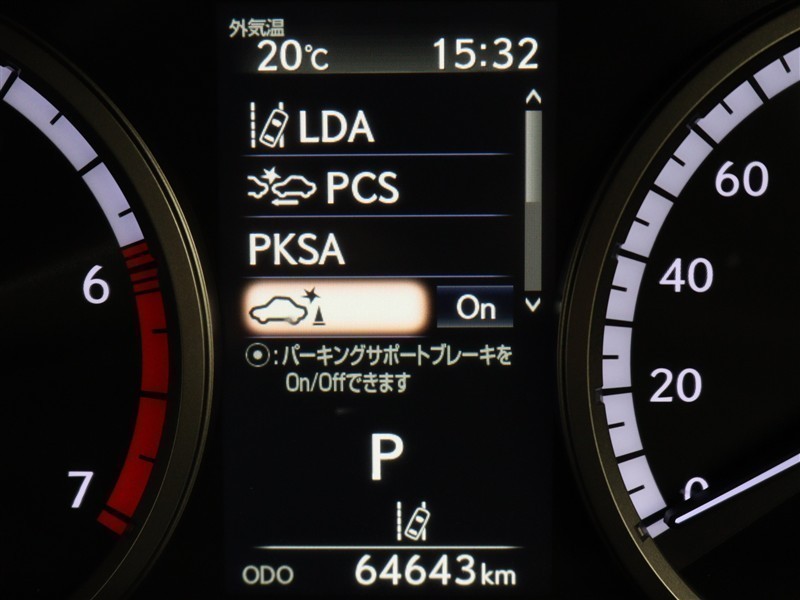 外気温
20℃ 15:32
LDA
PCS
PKSA
On
⦿:パーキングサポートブレーキを
On/Offできます
6
7
60
40
20
0
P
ODO 64643km